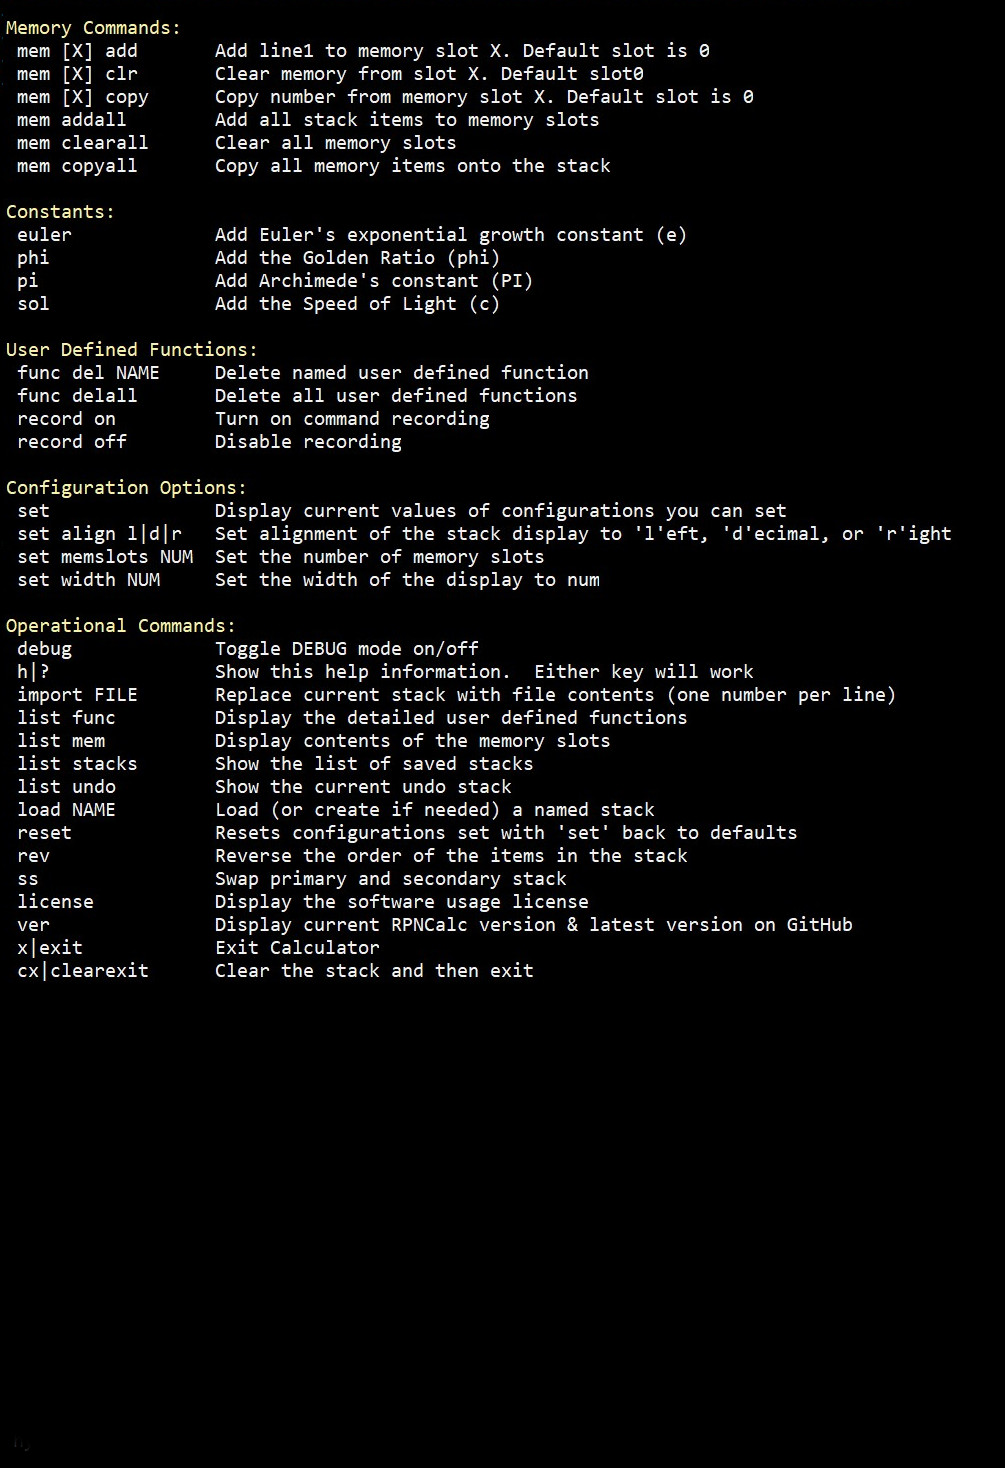 Memory Commands:
mem [X] add       Add line1 to memory slot X. Default slot is 0
mem [X] clr       Clear memory from slot X. Default slot0
mem [X] copy      Copy number from memory slot X. Default slot is 0
mem addall        Add all stack items to memory slots
mem clearall      Clear all memory slots
mem copyall       Copy all memory items onto the stack
Constants:
euler             Add Euler's exponential growth constant (e)
phi               Add the Golden Ratio (phi)
pi                Add Archimede's constant (PI)
sol               Add the Speed of Light (c)
User Defined Functions:
func del NAME     Delete named user defined function
func delall       Delete all user defined functions
record on         Turn on command recording
record off        Disable recording
Configuration Options:
set               Display current values of configurations you can set
set align l|d|r   Set alignment of the stack display to 'l'eft, 'd'ecimal, or 'r'ight
set memslots NUM  Set the number of memory slots
set width NUM     Set the width of the display to num
Operational Commands:
debug             Toggle DEBUG mode on/off
h|?               Show this help information.  Either key will work
import FILE       Replace current stack with file contents (one number per line)
list func         Display the detailed user defined functions
list mem          Display contents of the memory slots
list stacks       Show the list of saved stacks
list undo         Show the current undo stack
load NAME         Load (or create if needed) a named stack
reset             Resets configurations set with 'set' back to defaults
rev               Reverse the order of the items in the stack
ss                Swap primary and secondary stack
license           Display the software usage license
ver               Display current RPNCalc version & latest version on GitHub
x|exit            Exit Calculator
cx|clearexit      Clear the stack and then exit